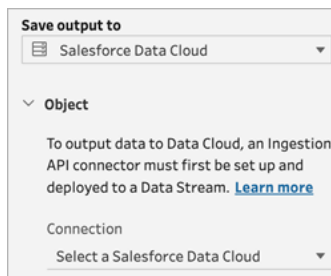 Save output to
Salesforce Data Cloud
Object
To output data to Data Cloud, an Ingestion
API connector must first be set up and
deployed to a Data Stream. Learn more
Connection
Select a Salesforce Data Cloud